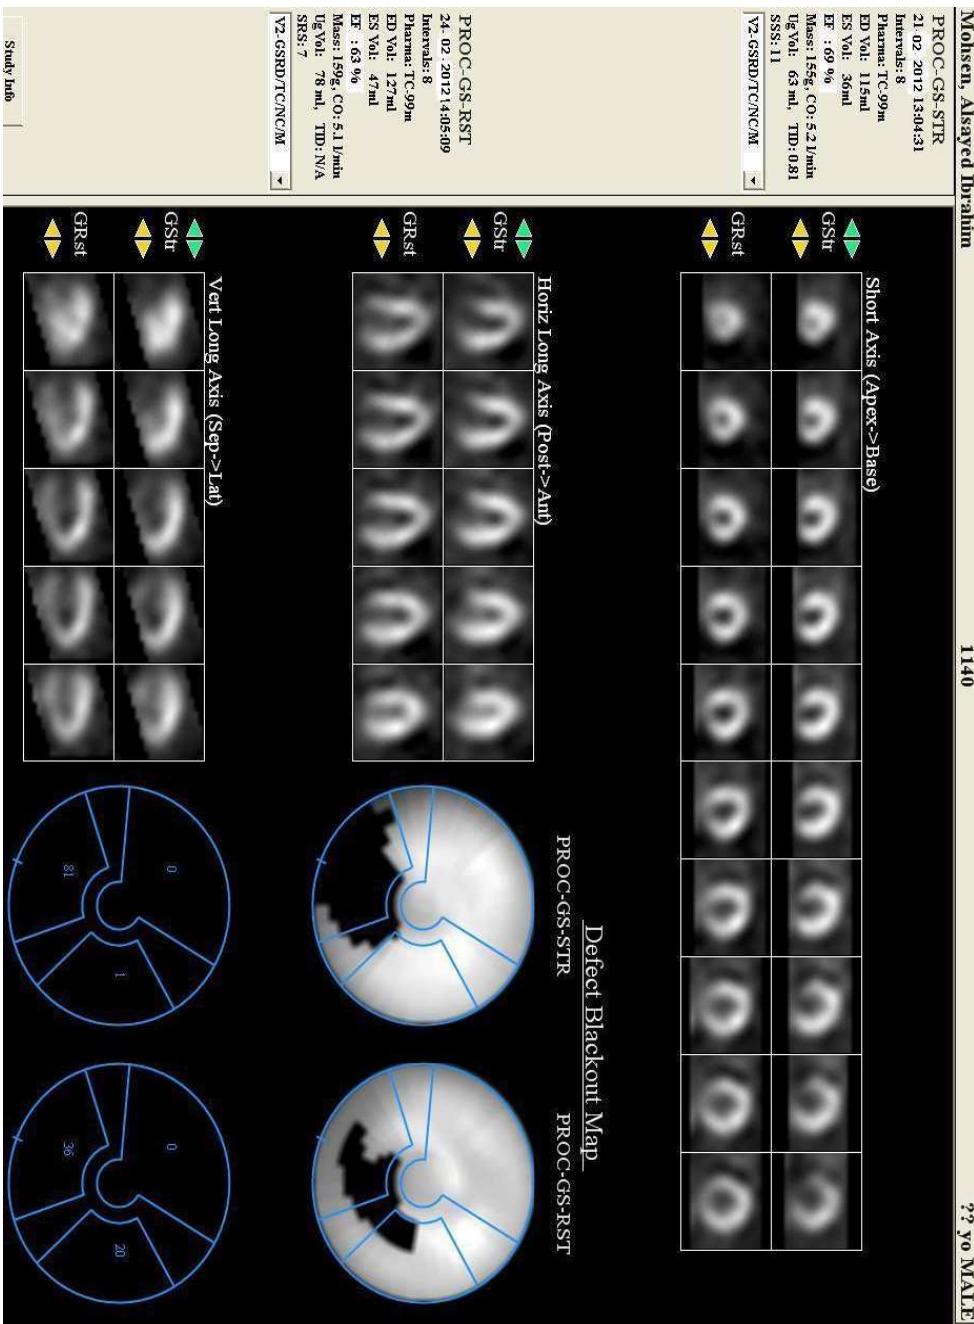 Mohsen, Alsayed Ibrahim 1140 ?? yo MALE
PROC-GS-STR
21 02 2012 13:04:31
Intervals: 8
Pharma: TC-99m
ED Vol: 115ml
ES Vol: 36ml
EF : 69 %
Mass: 155g, CO: 5.2 l/min
UgVol: 63 ml, TID: 0.81
SSS: 11
V2-GSRD/TC/NC/M
Short Axis (Apex->Base)
GStr
GRst
Defect Blackout Map
PROC-GS-STR PROC-GS-RST
PROC-GS-RST
24- 02 : 2012 14:05:09
Intervals: 8
Pharma: TC-99m
ED Vol: 127ml
ES Vol: 47ml
EF : 63 %
Mass: 159g, CO: 5.1 l/min
UgVol: 78 ml, TID: N/A
SRS: 7
V2-GSRD/TC/NC/M
Horiz Long Axis (Post->Ant)
GStr
GRst
Vert Long Axis (Sep->Lat)
GStr
GRst
0
81
1
0
36
20
Study Info